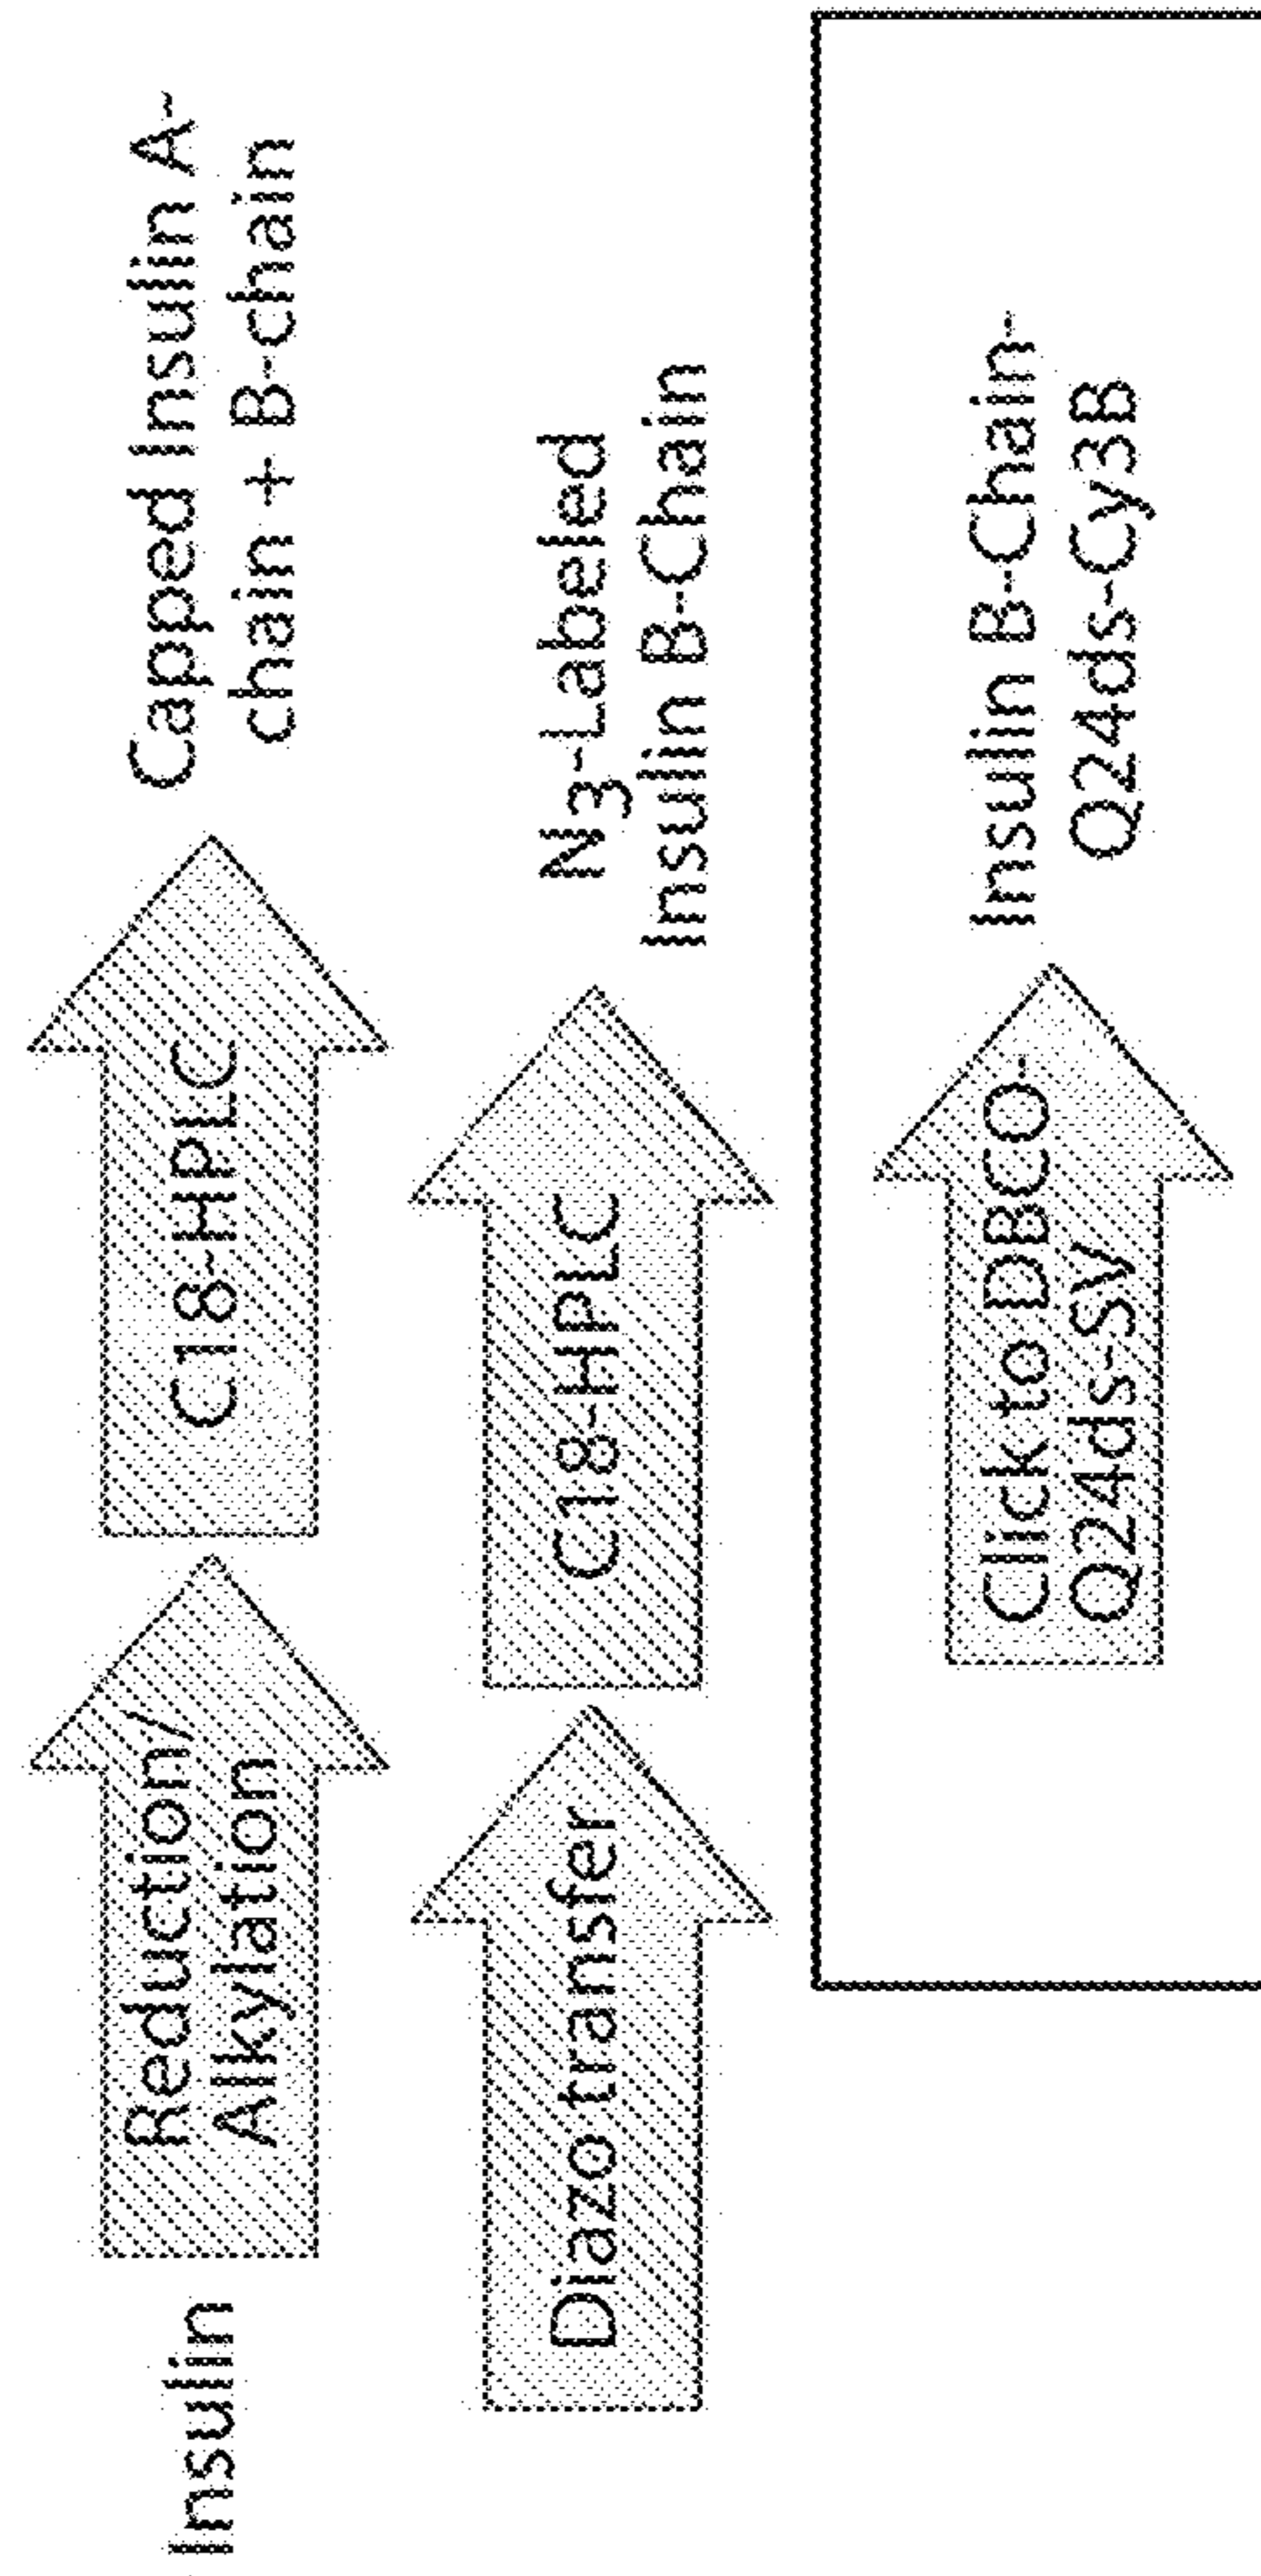 Insulin
Reduction/
Alkylation
C18-HPLC
Capped Insulin A-
chain + B-chain
Diazo transfer
C18-HPLC
N3-Labeled
Insulin B-Chain
Click to DBCO-
Q24ds-SV
Insulin B-Chain-
Q24ds-Cy3B